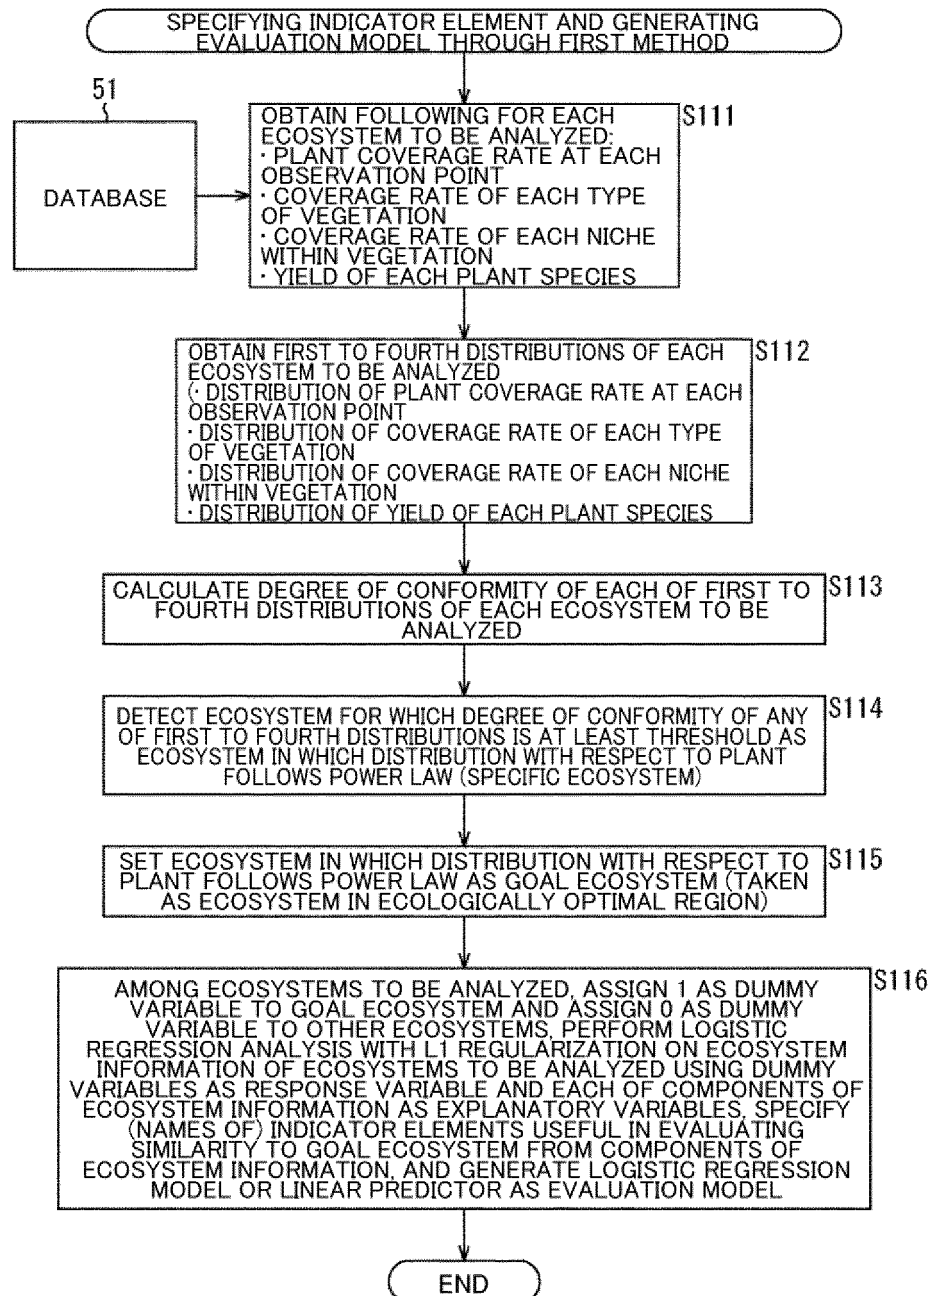 SPECIFYING INDICATOR ELEMENT AND GENERATING
EVALUATION MODEL THROUGH FIRST METHOD
51
DATABASE
S111
OBTAIN FOLLOWING FOR EACH
ECOSYSTEM TO BE ANALYZED:
· PLANT COVERAGE RATE AT EACH
OBSERVATION POINT
· COVERAGE RATE OF EACH TYPE
OF VEGETATION
· COVERAGE RATE OF EACH NICHE
WITHIN VEGETATION
· YIELD OF EACH PLANT SPECIES
S112
OBTAIN FIRST TO FOURTH DISTRIBUTIONS OF EACH
ECOSYSTEM TO BE ANALYZED
(· DISTRIBUTION OF PLANT COVERAGE RATE AT EACH
OBSERVATION POINT
· DISTRIBUTION OF COVERAGE RATE OF EACH TYPE
OF VEGETATION
· DISTRIBUTION OF COVERAGE RATE OF EACH NICHE
WITHIN VEGETATION
· DISTRIBUTION OF YIELD OF EACH PLANT SPECIES
S113
CALCULATE DEGREE OF CONFORMITY OF EACH OF FIRST TO
FOURTH DISTRIBUTIONS OF EACH ECOSYSTEM TO BE
ANALYZED
S114
DETECT ECOSYSTEM FOR WHICH DEGREE OF CONFORMITY OF ANY
OF FIRST TO FOURTH DISTRIBUTIONS IS AT LEAST THRESHOLD AS
ECOSYSTEM IN WHICH DISTRIBUTION WITH RESPECT TO PLANT
FOLLOWS POWER LAW (SPECIFIC ECOSYSTEM)
S115
SET ECOSYSTEM IN WHICH DISTRIBUTION WITH RESPECT TO
PLANT FOLLOWS POWER LAW AS GOAL ECOSYSTEM (TAKEN
AS ECOSYSTEM IN ECOLOGICALLY OPTIMAL REGION)
S116
AMONG ECOSYSTEMS TO BE ANALYZED, ASSIGN 1 AS DUMMY
VARIABLE TO GOAL ECOSYSTEM AND ASSIGN 0 AS DUMMY
VARIABLE TO OTHER ECOSYSTEMS, PERFORM LOGISTIC
REGRESSION ANALYSIS WITH L1 REGULARIZATION ON ECOSYSTEM
INFORMATION OF ECOSYSTEMS TO BE ANALYZED USING DUMMY
VARIABLES AS RESPONSE VARIABLE AND EACH OF COMPONENTS OF
ECOSYSTEM INFORMATION AS EXPLANATORY VARIABLES, SPECIFY
(NAMES OF) INDICATOR ELEMENTS USEFUL IN EVALUATING
SIMILARITY TO GOAL ECOSYSTEM FROM COMPONENTS OF
ECOSYSTEM INFORMATION, AND GENERATE LOGISTIC REGRESSION
MODEL OR LINEAR PREDICTOR AS EVALUATION MODEL
END